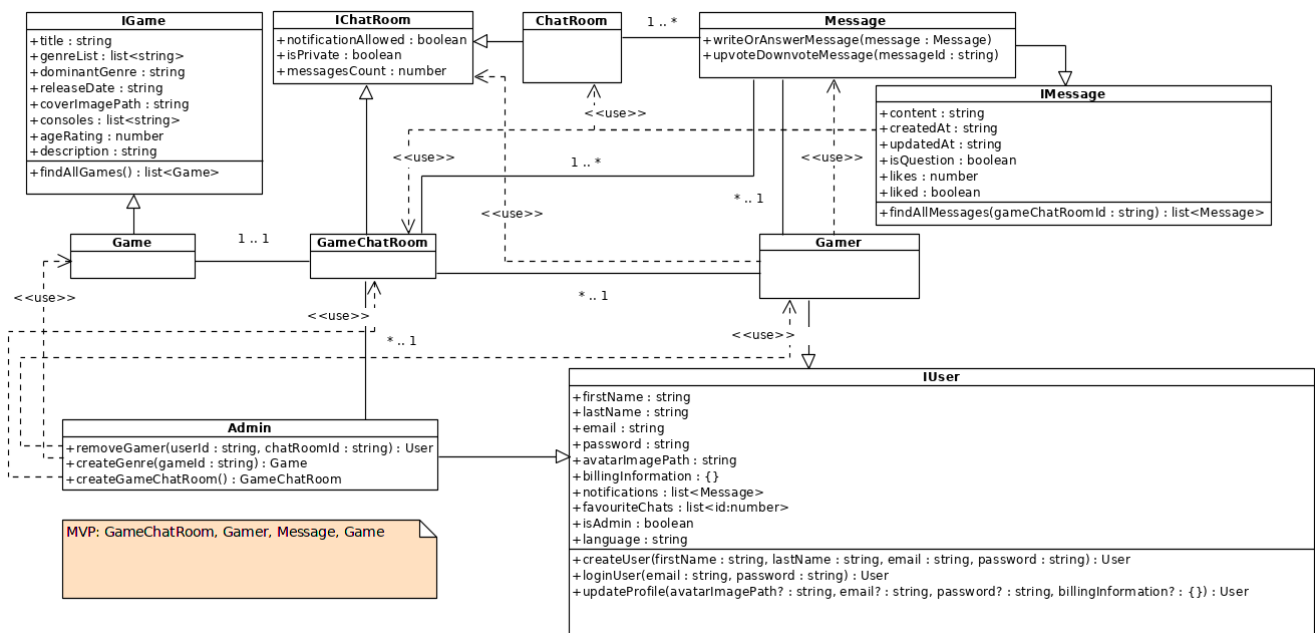 IGame
+title : string
+genreList : list<string>
+dominantGenre : string
+releaseDate : string
+coverImagePath : string
+consoles : list<string>
+ageRating : number
+description : string
+findAllGames() : list<Game>
IChatRoom
+notificationAllowed : boolean
+isPrivate : boolean
+messagesCount : number
ChatRoom
1 .. *
Message
+writeOrAnswerMessage(message : Message)
+upvoteDownvoteMessage(messageId : string)
IMessage
+content : string
+createdAt : string
+updatedAt : string
+isQuestion : boolean
+likes : number
+liked : boolean
+findAllMessages(gameChatRoomId : string) : list<Message>
<<use>>
<<use>>
<<use>>
1 .. *
* .. 1
<<use>>
Game
1 .. 1
GameChatRoom
Gamer
<<use>>
<<use>>
* .. 1
<<use>>
* .. 1
Admin
+removeGamer(userId : string, chatRoomId : string) : User
+createGenre(gameId : string) : Game
+createGameChatRoom() : GameChatRoom
IUser
+firstName : string
+lastName : string
+email : string
+password : string
+avatarImagePath : string
+billingInformation : {}
+notifications : list<Message>
+favouriteChats : list<id:number>
+isAdmin : boolean
+language : string
+createUser(firstName : string, lastName : string, email : string, password : string) : User
+loginUser(email : string, password : string) : User
+updateProfile(avatarImagePath? : string, email? : string, password? : string, billingInformation? : {}) : User
MVP: GameChatRoom, Gamer, Message, Game